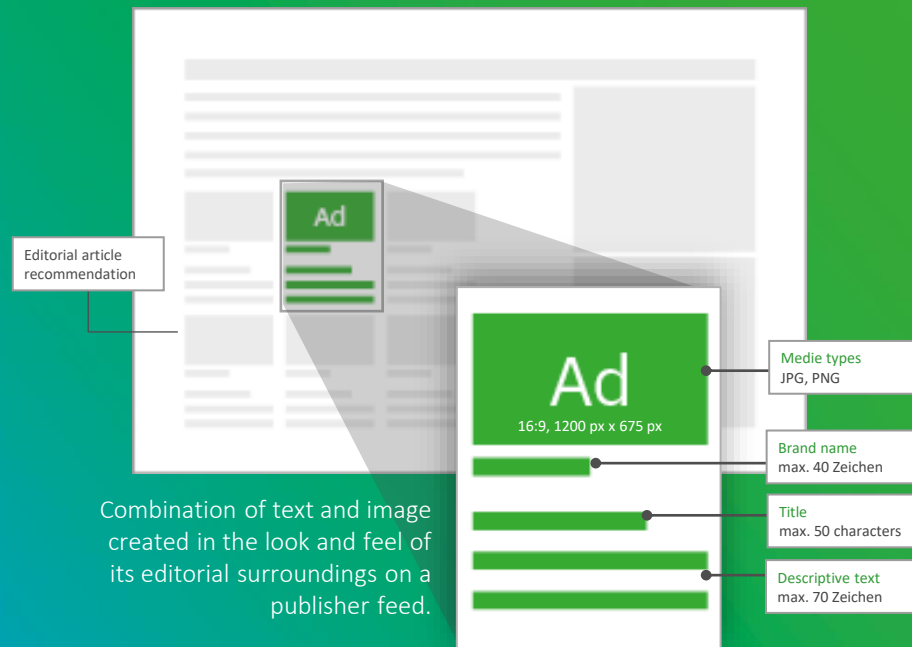 Ad
Editorial article
recommendation
Ad
16:9, 1200 px x 675 px
Medie types
JPG, PNG
Brand name
max. 40 Zeichen
Title
max. 50 characters
Descriptive text
max. 70 Zeichen
Combination of text and image
created in the look and feel of
its editorial surroundings on a
publisher feed.